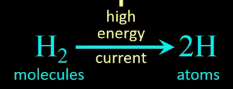 high
energy
H₂ → 2H
current
molecules atoms